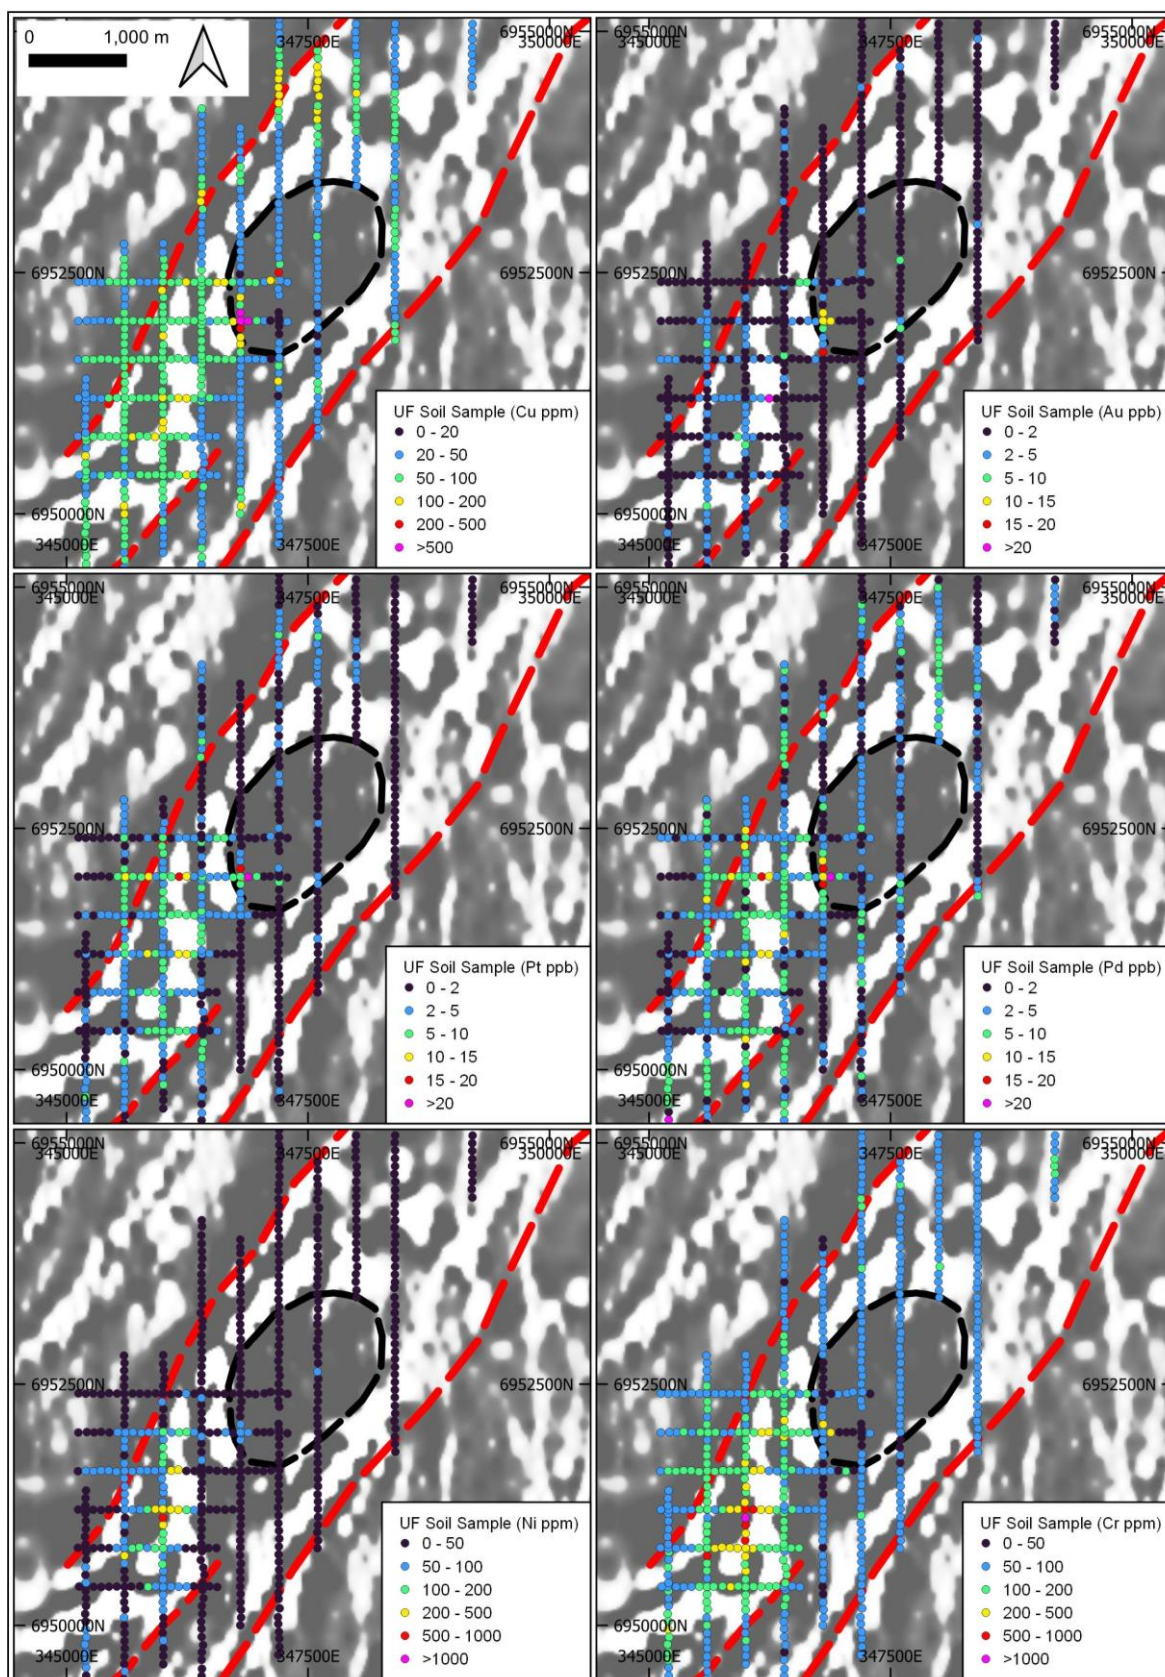 0 1,000 m
347500E
6955000N
350000E
6952500N
6950000N
345000E
347500E
UF Soil Sample (Cu ppm)
0 - 20
20 - 50
50 - 100
100 - 200
200 - 500
>500
6955000N
345000E
347500E
6955000N
350000E
6952500N
6952500N
6950000N
345000E
347500E
UF Soil Sample (Au ppb)
0 - 2
2 - 5
5 - 10
10 - 15
15 - 20
>20
6955000N
345000E
347500E
6955000N
350000E
6952500N
6952500N
6950000N
345000E
347500E
UF Soil Sample (Pt ppb)
0 - 2
2 - 5
5 - 10
10 - 15
15 - 20
>20
6955000N
345000E
347500E
6955000N
350000E
6952500N
6952500N
6950000N
345000E
347500E
UF Soil Sample (Pd ppb)
0 - 2
2 - 5
5 - 10
10 - 15
15 - 20
>20
6955000N
345000E
347500E
6955000N
350000E
6952500N
6952500N
6950000N
345000E
347500E
UF Soil Sample (Ni ppm)
0 - 50
50 - 100
100 - 200
200 - 500
500 - 1000
>1000
6955000N
345000E
347500E
6955000N
350000E
6952500N
6952500N
6950000N
345000E
347500E
UF Soil Sample (Cr ppm)
0 - 50
50 - 100
100 - 200
200 - 500
500 - 1000
>1000